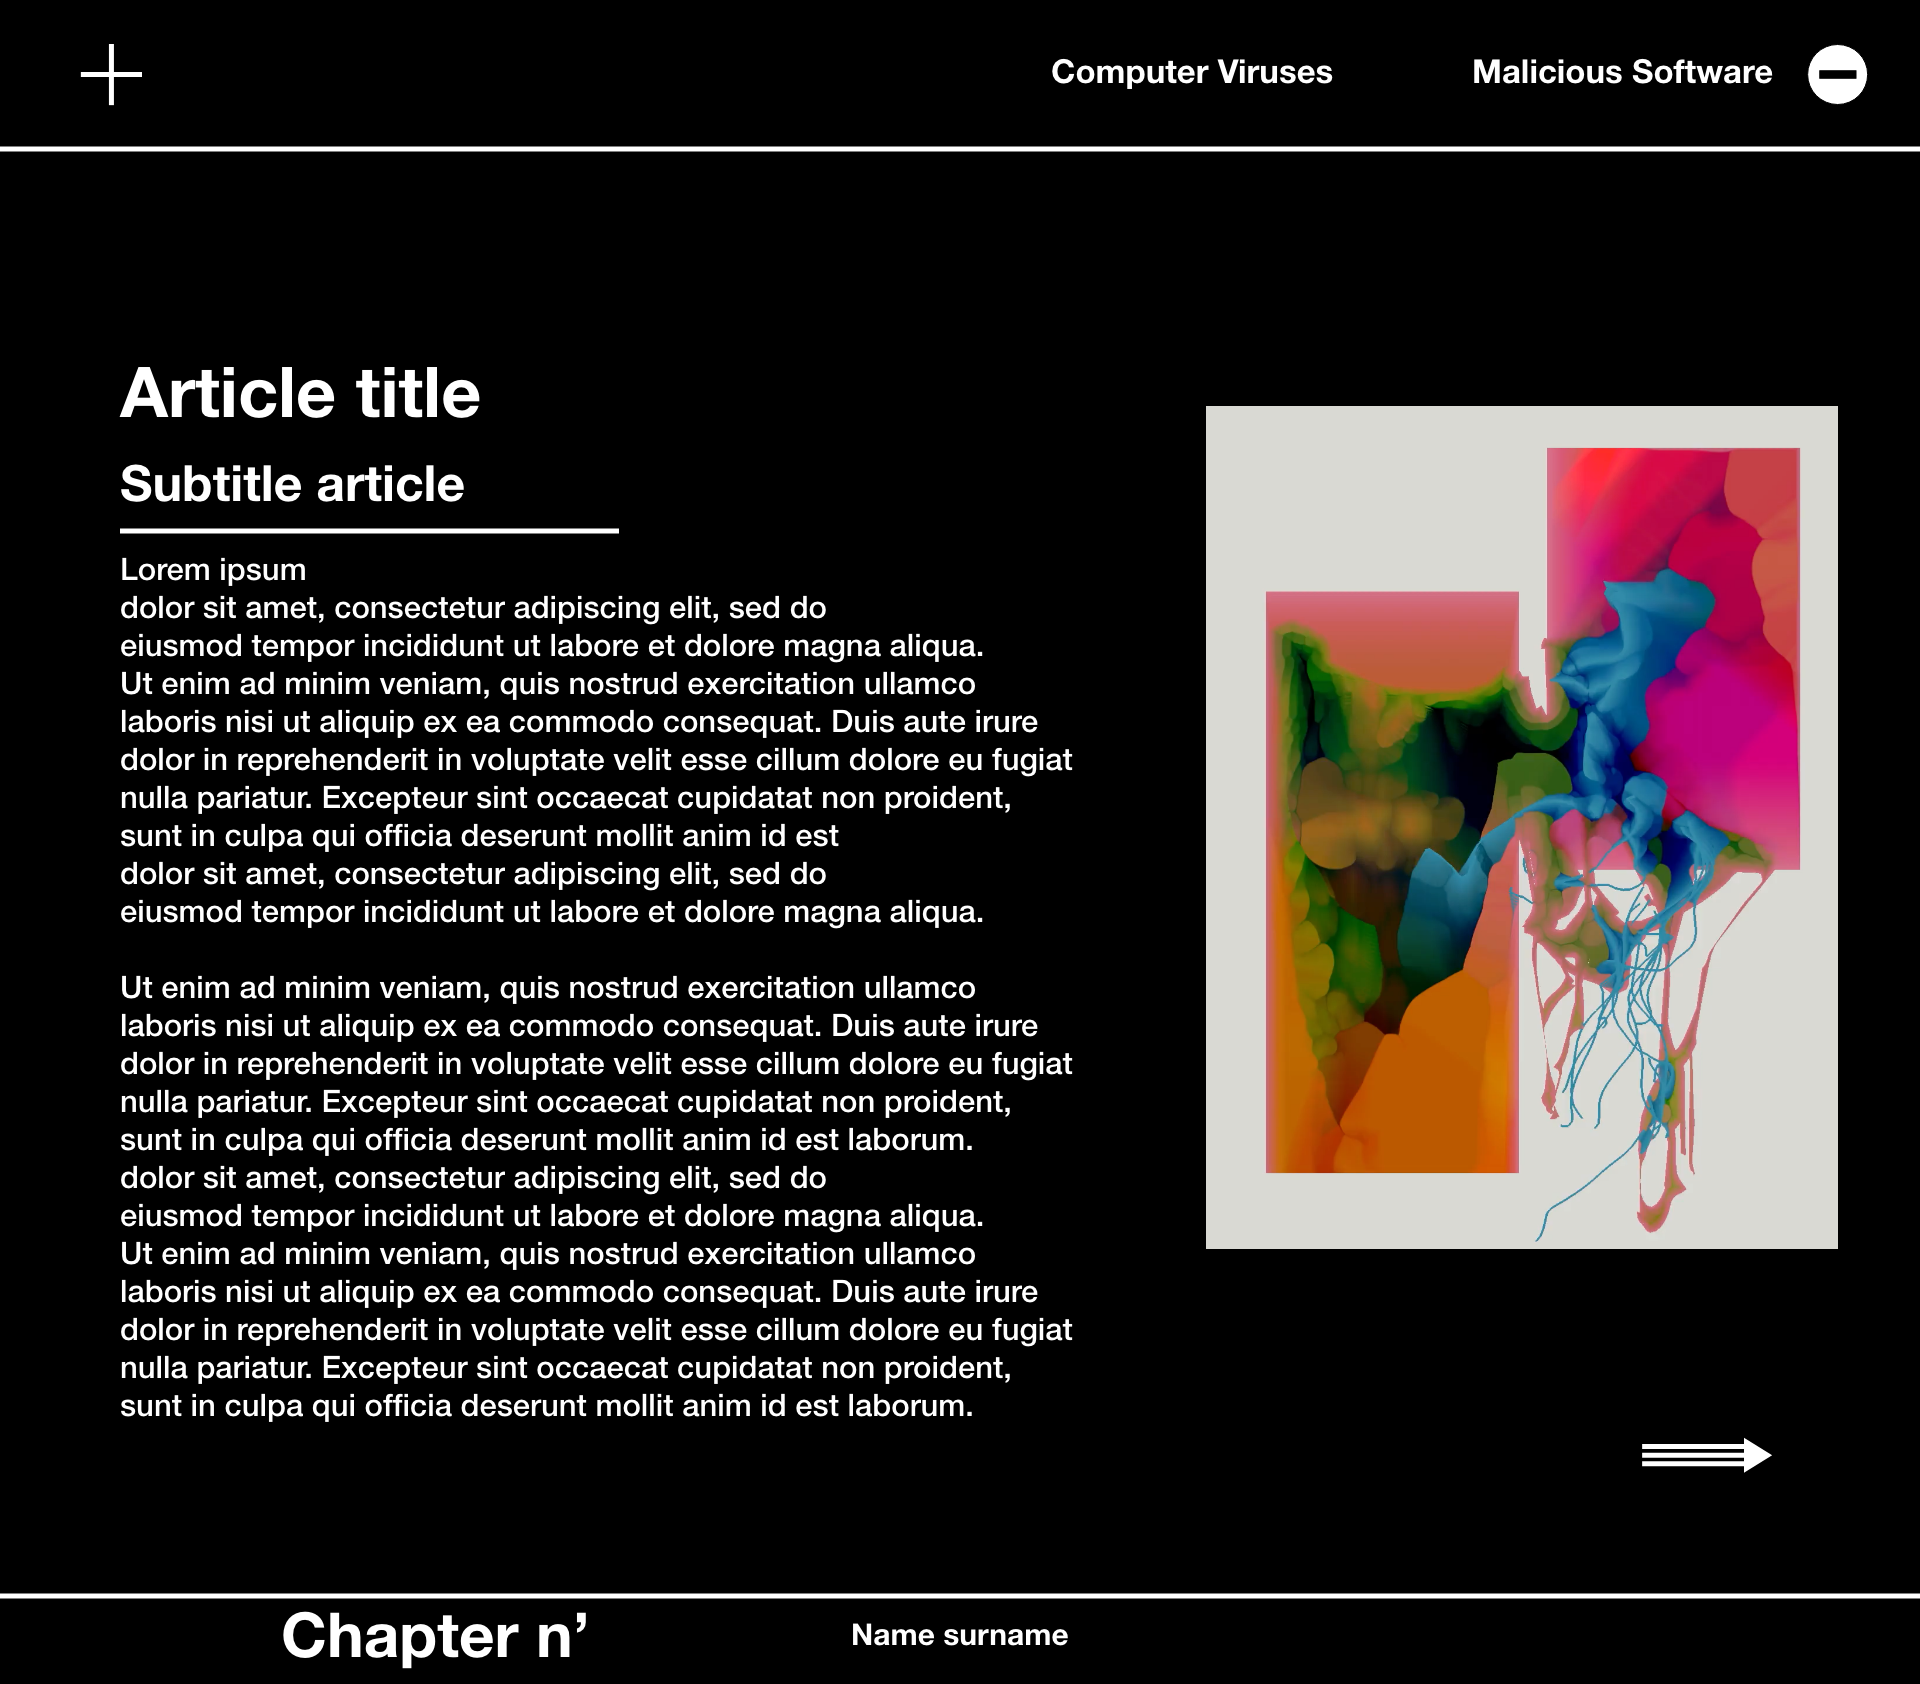 Computer Viruses
Malicious Software
Article title
Subtitle article
Lorem ipsum
dolor sit amet, consectetur adipiscing elit, sed do
eiusmod tempor incididunt ut labore et dolore magna aliqua.
Ut enim ad minim veniam, quis nostrud exercitation ullamco
laboris nisi ut aliquip ex ea commodo consequat. Duis aute irure
dolor in reprehenderit in voluptate velit esse cillum dolore eu fugiat
nulla pariatur. Excepteur sint occaecat cupidatat non proident,
sunt in culpa qui officia deserunt mollit anim id est
dolor sit amet, consectetur adipiscing elit, sed do
eiusmod tempor incididunt ut labore et dolore magna aliqua.
Ut enim ad minim veniam, quis nostrud exercitation ullamco
laboris nisi ut aliquip ex ea commodo consequat. Duis aute irure
dolor in reprehenderit in voluptate velit esse cillum dolore eu fugiat
nulla pariatur. Excepteur sint occaecat cupidatat non proident,
sunt in culpa qui officia deserunt mollit anim id est laborum.
dolor sit amet, consectetur adipiscing elit, sed do
eiusmod tempor incididunt ut labore et dolore magna aliqua.
Ut enim ad minim veniam, quis nostrud exercitation ullamco
laboris nisi ut aliquip ex ea commodo consequat. Duis aute irure
dolor in reprehenderit in voluptate velit esse cillum dolore eu fugiat
nulla pariatur. Excepteur sint occaecat cupidatat non proident,
sunt in culpa qui officia deserunt mollit anim id est laborum.
Chapter n’
Name surname